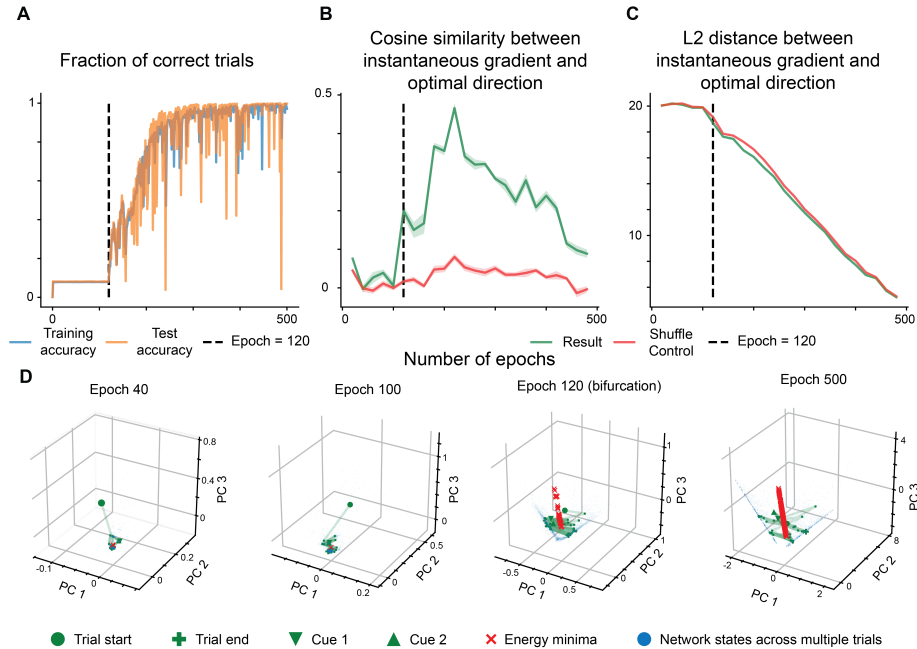 A
B
C
Fraction of correct trials
Cosine similarity between
instantaneous gradient and
optimal direction
L2 distance between
instantaneous gradient and
optimal direction
1
0
0
500
0.5
0
0
500
20
10
0
500
Training
accuracy
Test
accuracy
Epoch = 120
Result
Shuffle
Control
Epoch = 120
Number of epochs
D
Epoch 40
Epoch 100
Epoch 120 (bifurcation)
Epoch 500
0.8
0.4
0
PC 3
0.2
0
PC 2
-0.1
0
PC 1
1
0
PC 3
0.5
0
PC 2
0
0.2
PC 1
1
0
PC 3
1
0
PC 2
-0.5
0
0.5
PC 1
4
0
PC 3
8
0
PC 2
-2
0
2
PC 1
Trial start
Trial end
Cue 1
Cue 2
Energy minima
Network states across multiple trials